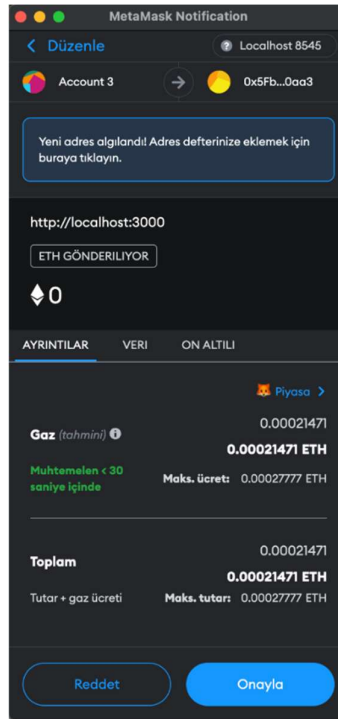 MetaMask Notification
Düzenle
Localhost 8545
Account 3
0x5Fb...0aa3
Yeni adres algılandı! Adres defterinize eklemek için
buraya tıklayın.
http://localhost:3000
ETH GÖNDERILIYOR
0
AYRINTILAR VERI ON ALTILI
Piyasa
0.00021471
Gaz (tahmini) 0.00021471 ETH
Muhtemelen < 30
saniye içinde
Maks. ücret: 0.00027777 ETH
0.00021471
Toplam 0.00021471 ETH
Tutar + gaz ücreti Maks. tutar: 0.00027777 ETH
Reddet Onayla